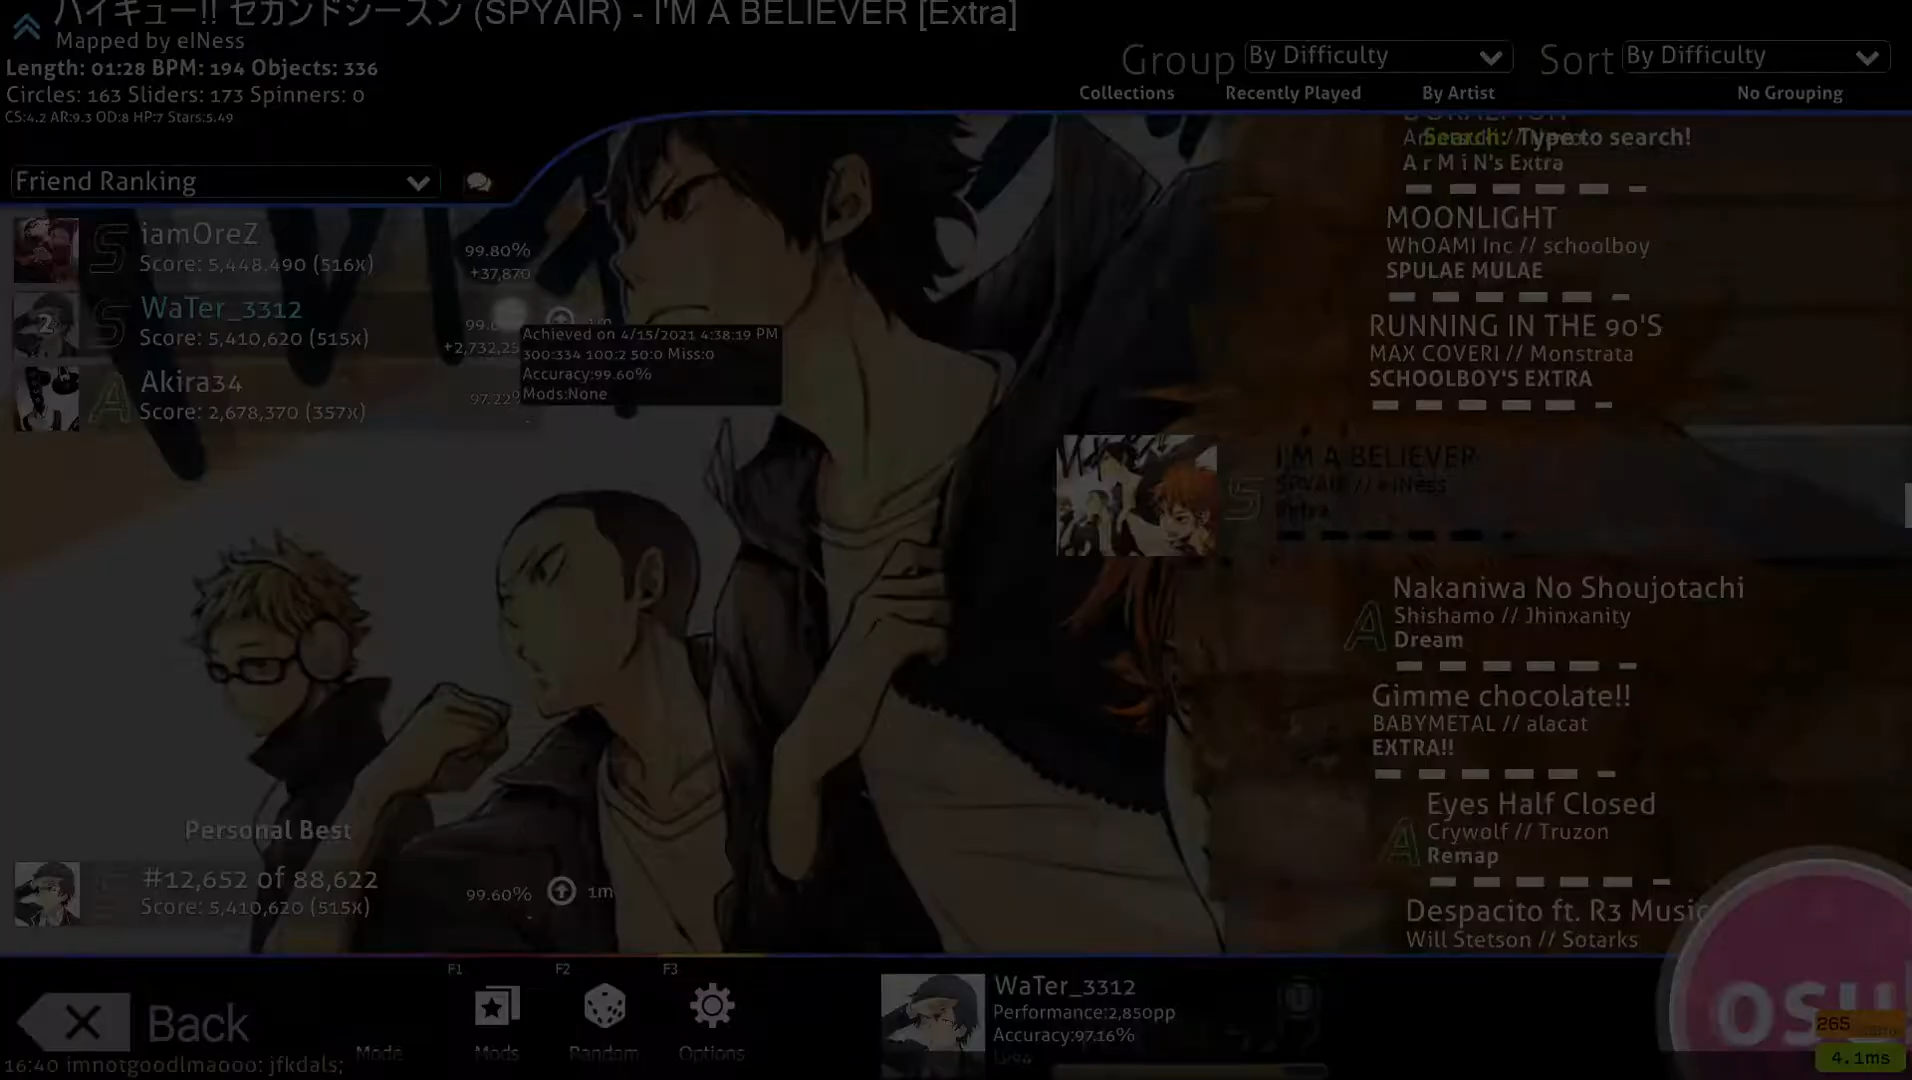 ハイキュー!! セカンドシーズン (SPYAIR) - I'M A BELIEVER [Extra]
Mapped by elNess
Length: 01:28 BPM: 194 Objects: 336
Circles: 163 Sliders: 173 Spinners: 0
CS:4.2 AR:9.3 OD:8 HP:7 Stars:5.49
Group By Difficulty Sort By Difficulty
Collections Recently Played By Artist No Grouping
Search: Type to search!
A r M i N's Extra
Friend Ranking
iamOreZ
Score: 5,448,490 (516x)
99.80%
+37,870
WaTer_3312
Score: 5,410,620 (515x)
1m
Achieved on 4/15/2021 4:38:19 PM
300:334 100:2 50:0 Miss:0
Accuracy:99.60%
Mods:None
Akira34
Score: 2,678,370 (357x)
MOONLIGHT
WhOAMI Inc // schoolboy
SPULAE MULAE
RUNNING IN THE 90'S
MAX COVERI // Monstrata
SCHOOLBOY'S EXTRA
I'M A BELIEVER
SPYAIR // elNess
Extra
Nakaniwa No Shoujotachi
Shishamo // Jhinxanity
Dream
Gimme chocolate!!
BABYMETAL // alacat
EXTRA!!
Eyes Half Closed
Crywolf // Truzon
Remap
Despacito ft. R3 Music
Will Stetson // Sotarks
Personal Best
#12,652 of 88,622
Score: 5,410,620 (515x)
99.60%
1m
F1 F2 F3
Back
Mode Mods Random Options
WaTer_3312
Performance:2,850pp
Accuracy:97.16%
Lv94
16:40 imnotgoodlmaooo: jfkdals;
osu
265
4.1ms